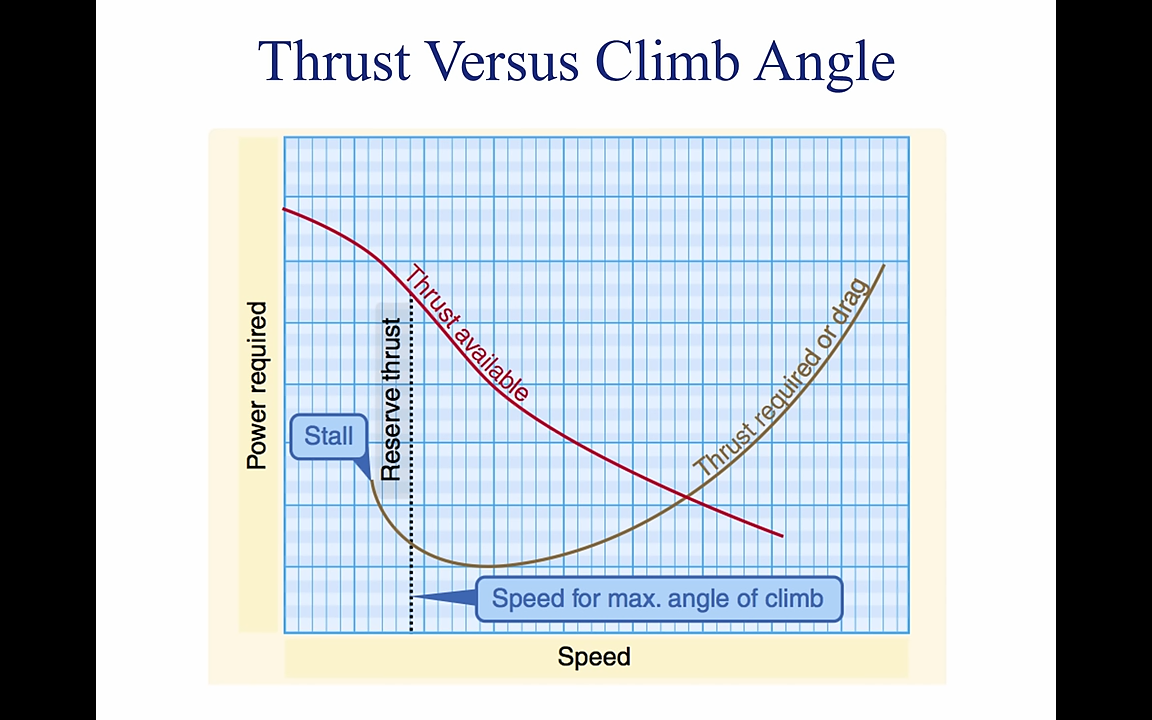 Thrust Versus Climb Angle
Power required
Stall
Reserve thrust
Thrust available
Thrust required or drag
Speed for max. angle of climb
Speed